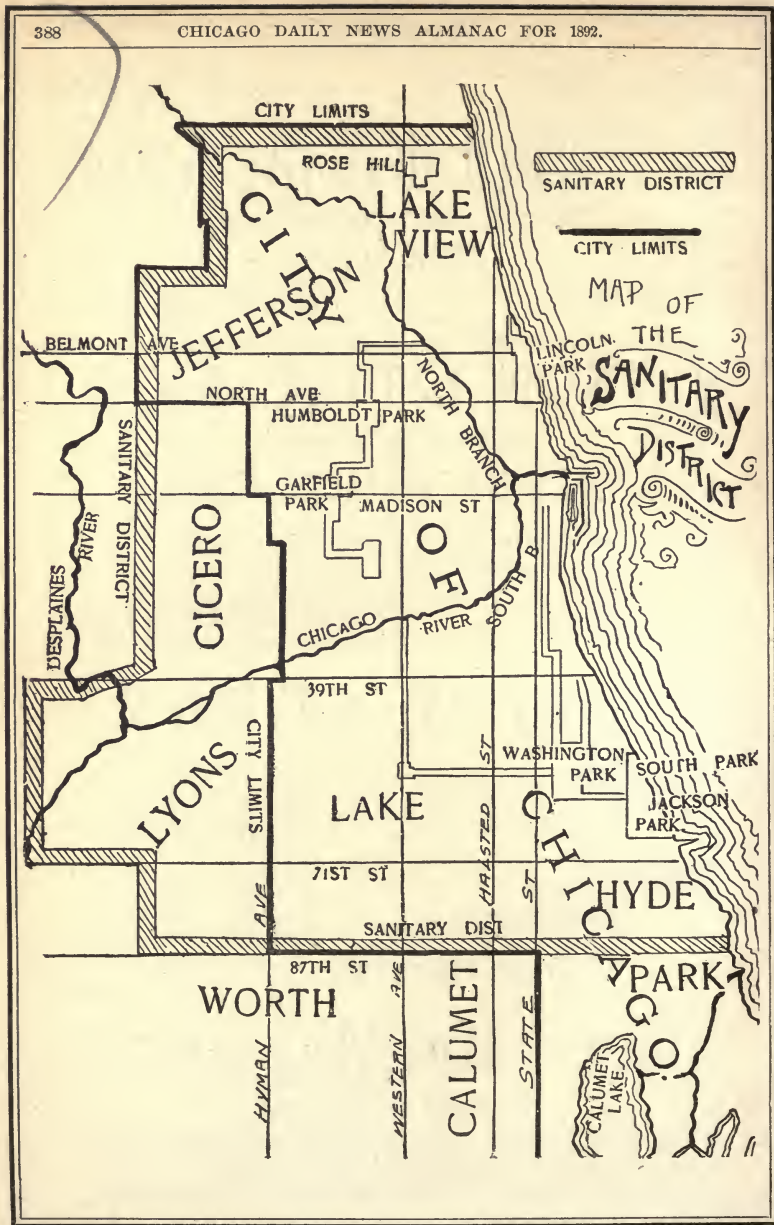 388 CHICAGO DAILY NEWS ALMANAC FOR 1892.
CITY LIMITS
ROSE HILL
SANITARY DISTRICT
CITY LIMITS
MAP OF
THE
SANITARY
DISTRICT
CITY
OF
CHICAGO.
LAKE
VIEW
JEFFERSON
BELMONT AVE
LINCOLN
PARK
NORTH AVE
HUMBOLDT PARK
NORTH BRANCH
SANITARY DISTRICT
GARFIELD
PARK
MADISON ST
DESPLAINES
RIVER
CICERO
SOUTH B
CHICAGO RIVER
39TH ST
LYONS
CITY LIMITS
WASHINGTON
PARK
SOUTH PARK
JACKSON
PARK
LAKE
HALSTED ST
71ST ST
HYDE
PARK
SANITARY DIST
87TH ST
WORTH
HYMAN AVE
WESTERN AVE
CALUMET
STATE ST
CALUMET
LAKE